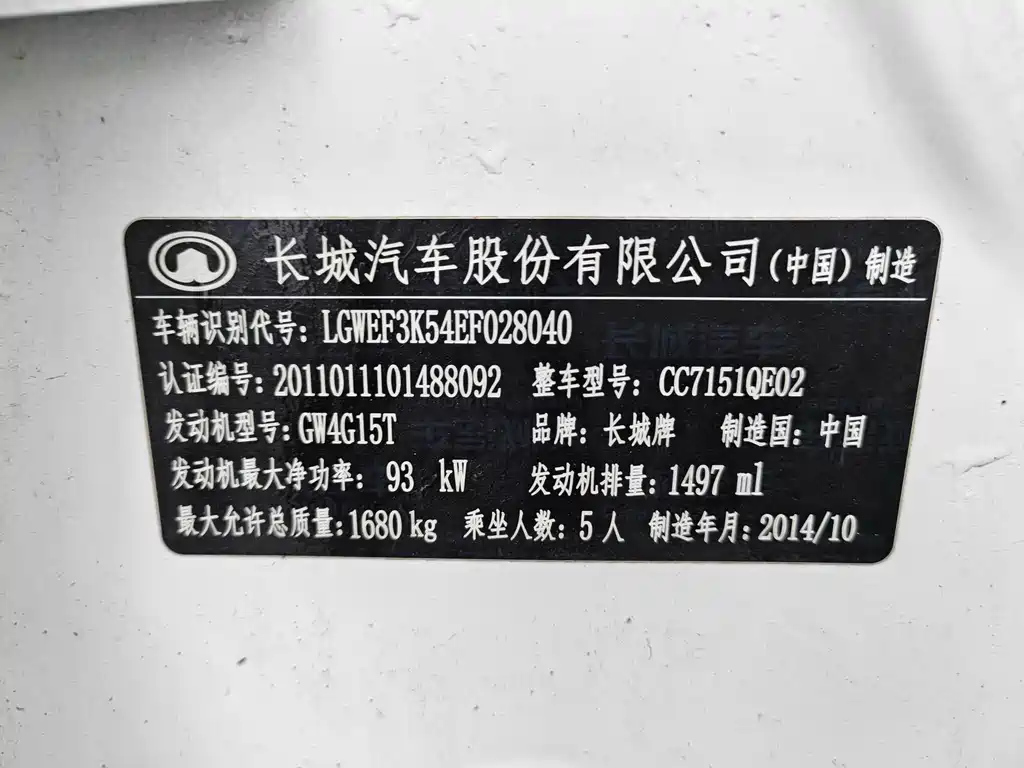 长城汽车股份有限公司(中国)制造
车辆识别代号：LGWEF3K54EF028040
认证编号：2011011101488092 整车型号：CC7151QE02
发动机型号：GW4G15T 品牌：长城牌 制造国：中国
发动机最大净功率：93 kW 发动机排量：1497 ml
最大允许总质量：1680kg 乘坐人数：5人 制造年月：2014/10